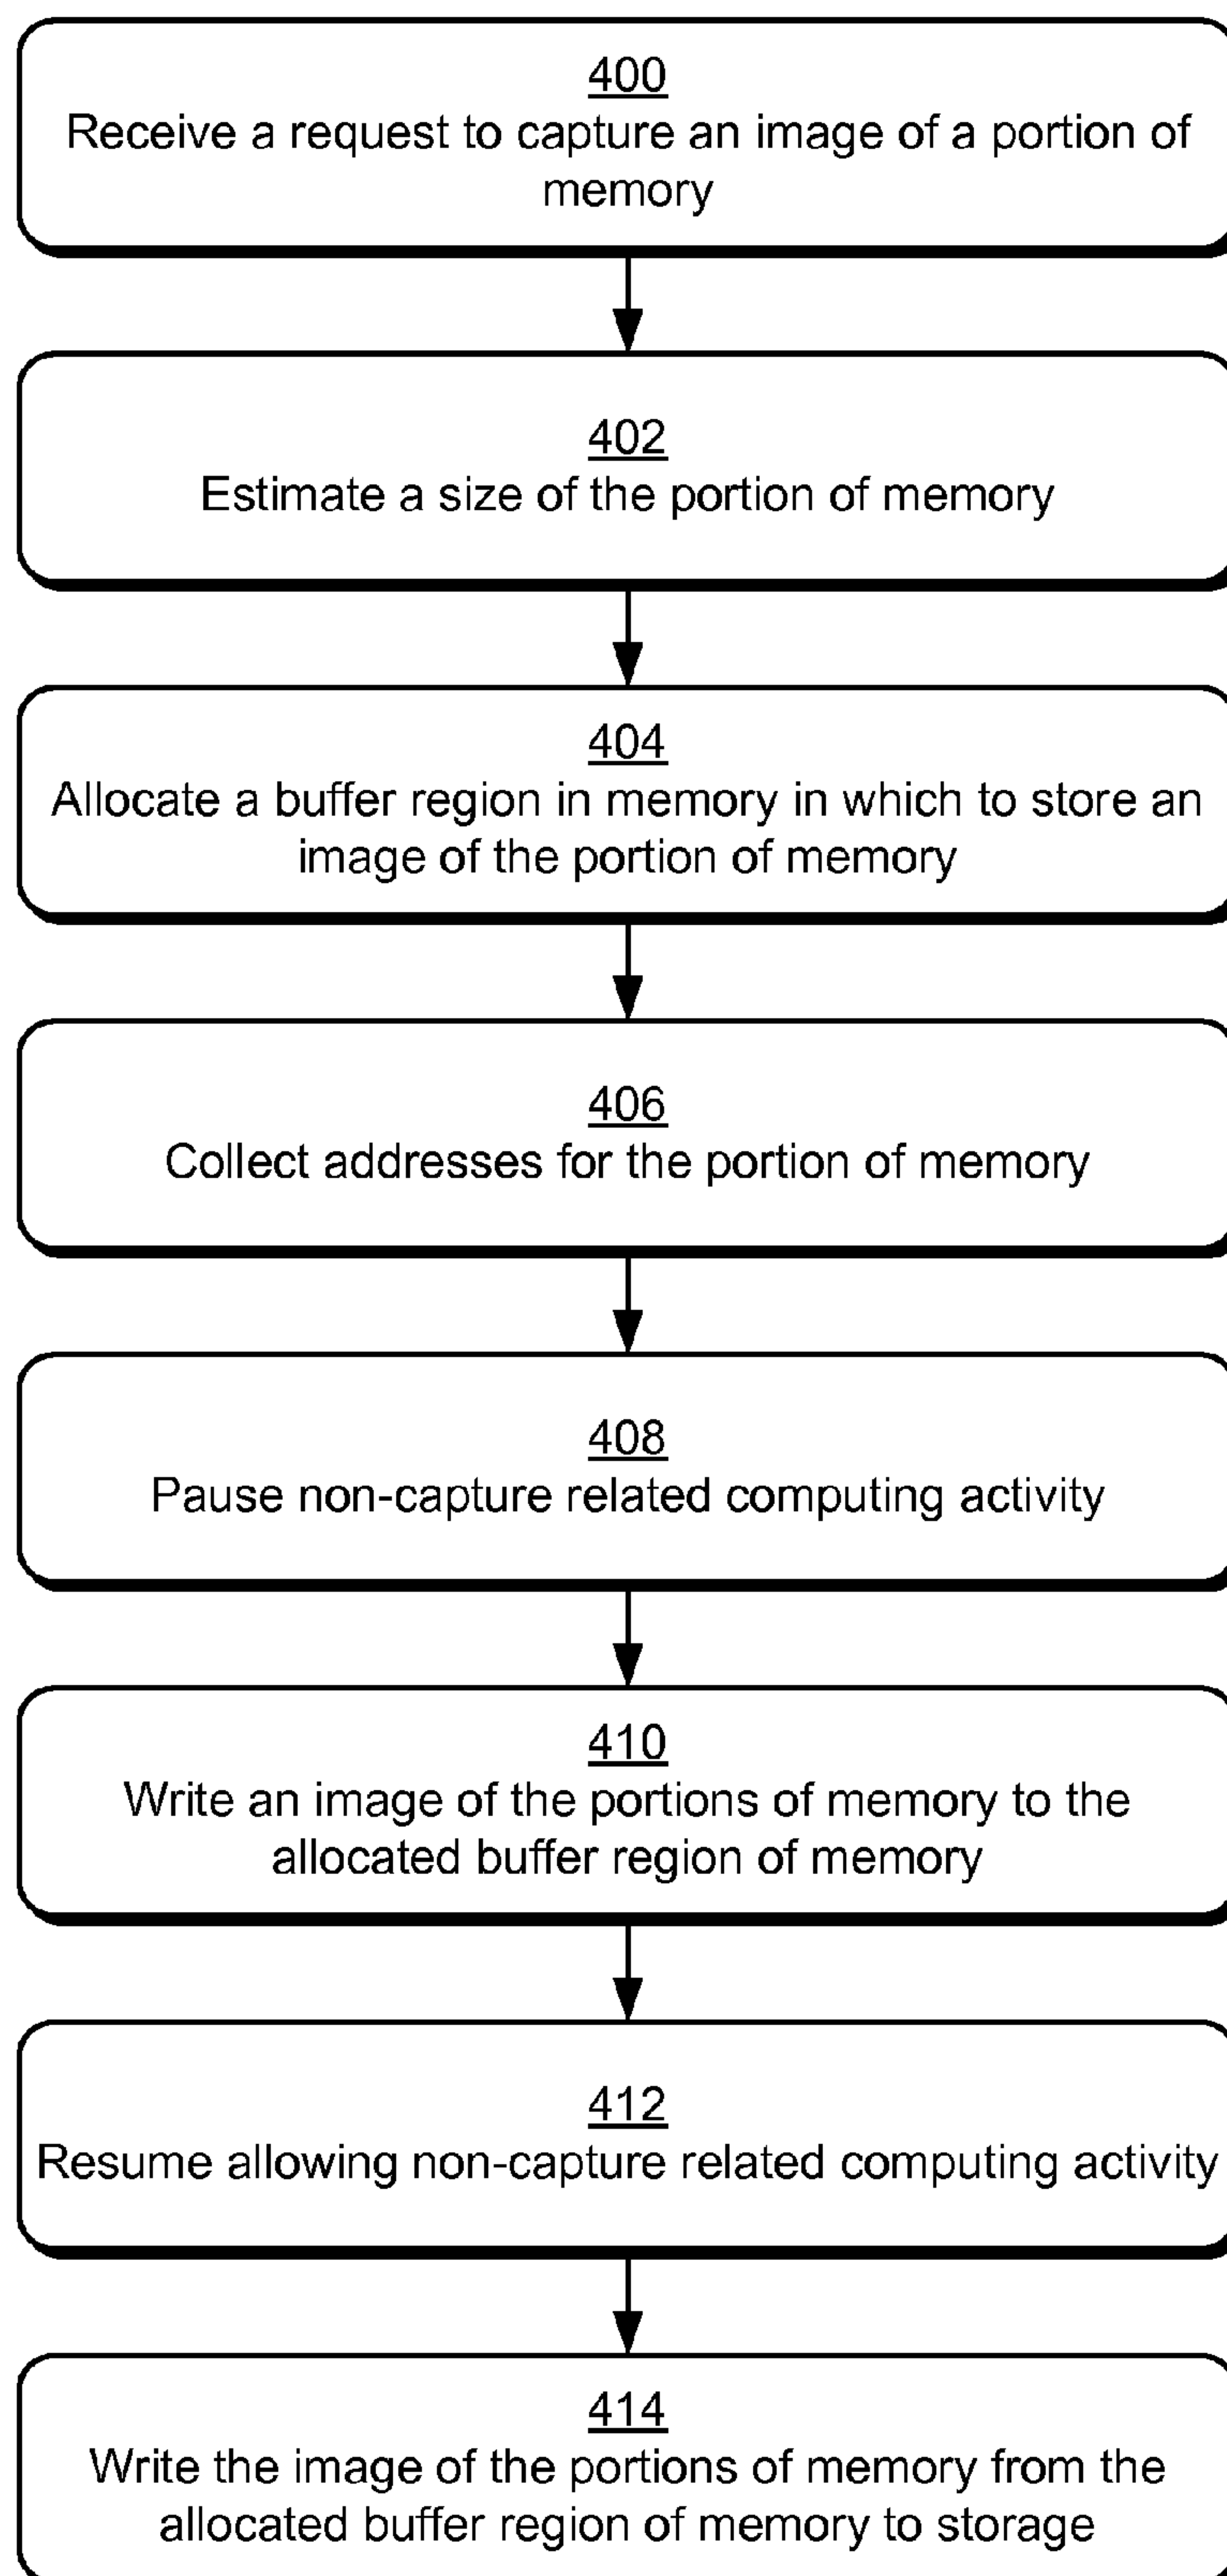 400
Receive a request to capture an image of a portion of
memory
402
Estimate a size of the portion of memory
404
Allocate a buffer region in memory in which to store an
image of the portion of memory
406
Collect addresses for the portion of memory
408
Pause non-capture related computing activity
410
Write an image of the portions of memory to the
allocated buffer region of memory
412
Resume allowing non-capture related computing activity
414
Write the image of the portions of memory from the
allocated buffer region of memory to storage